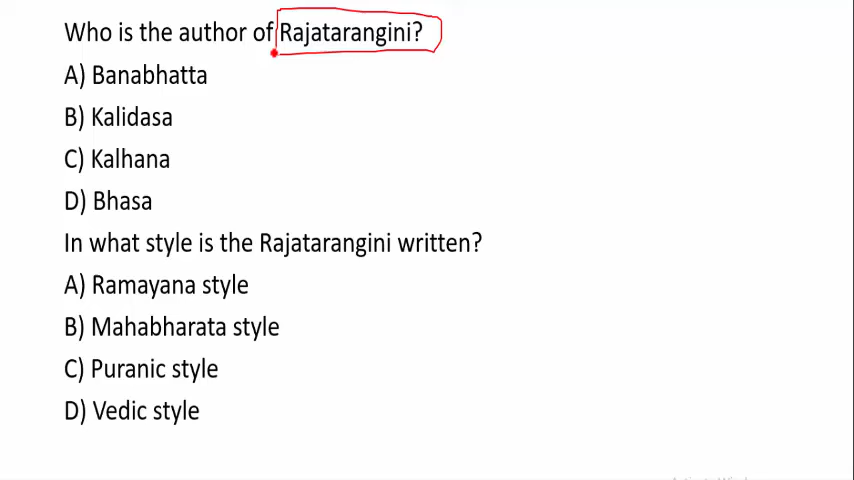 Who is the author of Rajatarangini?
A) Banabhatta
B) Kalidasa
C) Kalhana
D) Bhasa
In what style is the Rajatarangini written?
A) Ramayana style
B) Mahabharata style
C) Puranic style
D) Vedic style